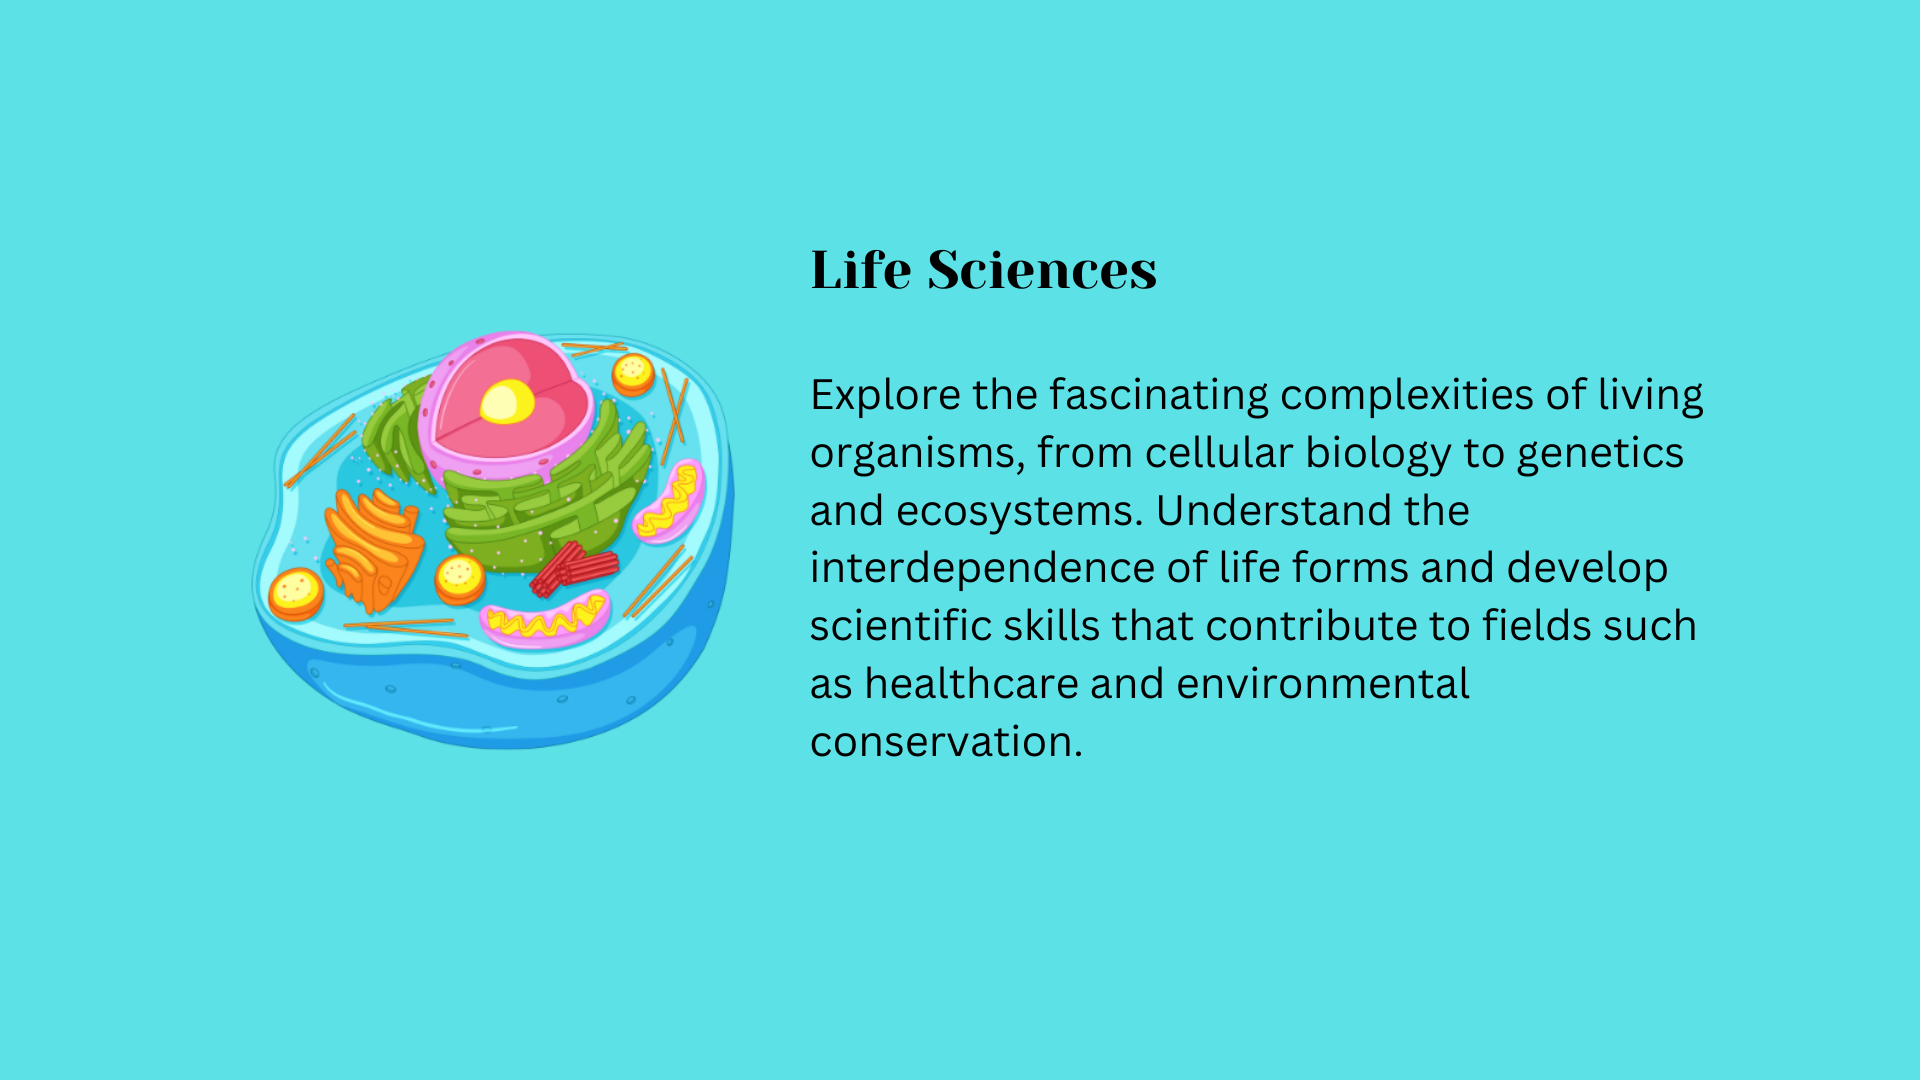 Life Sciences
Explore the fascinating complexities of living
organisms, from cellular biology to genetics
and ecosystems. Understand the
interdependence of life forms and develop
scientific skills that contribute to fields such
as healthcare and environmental
conservation.